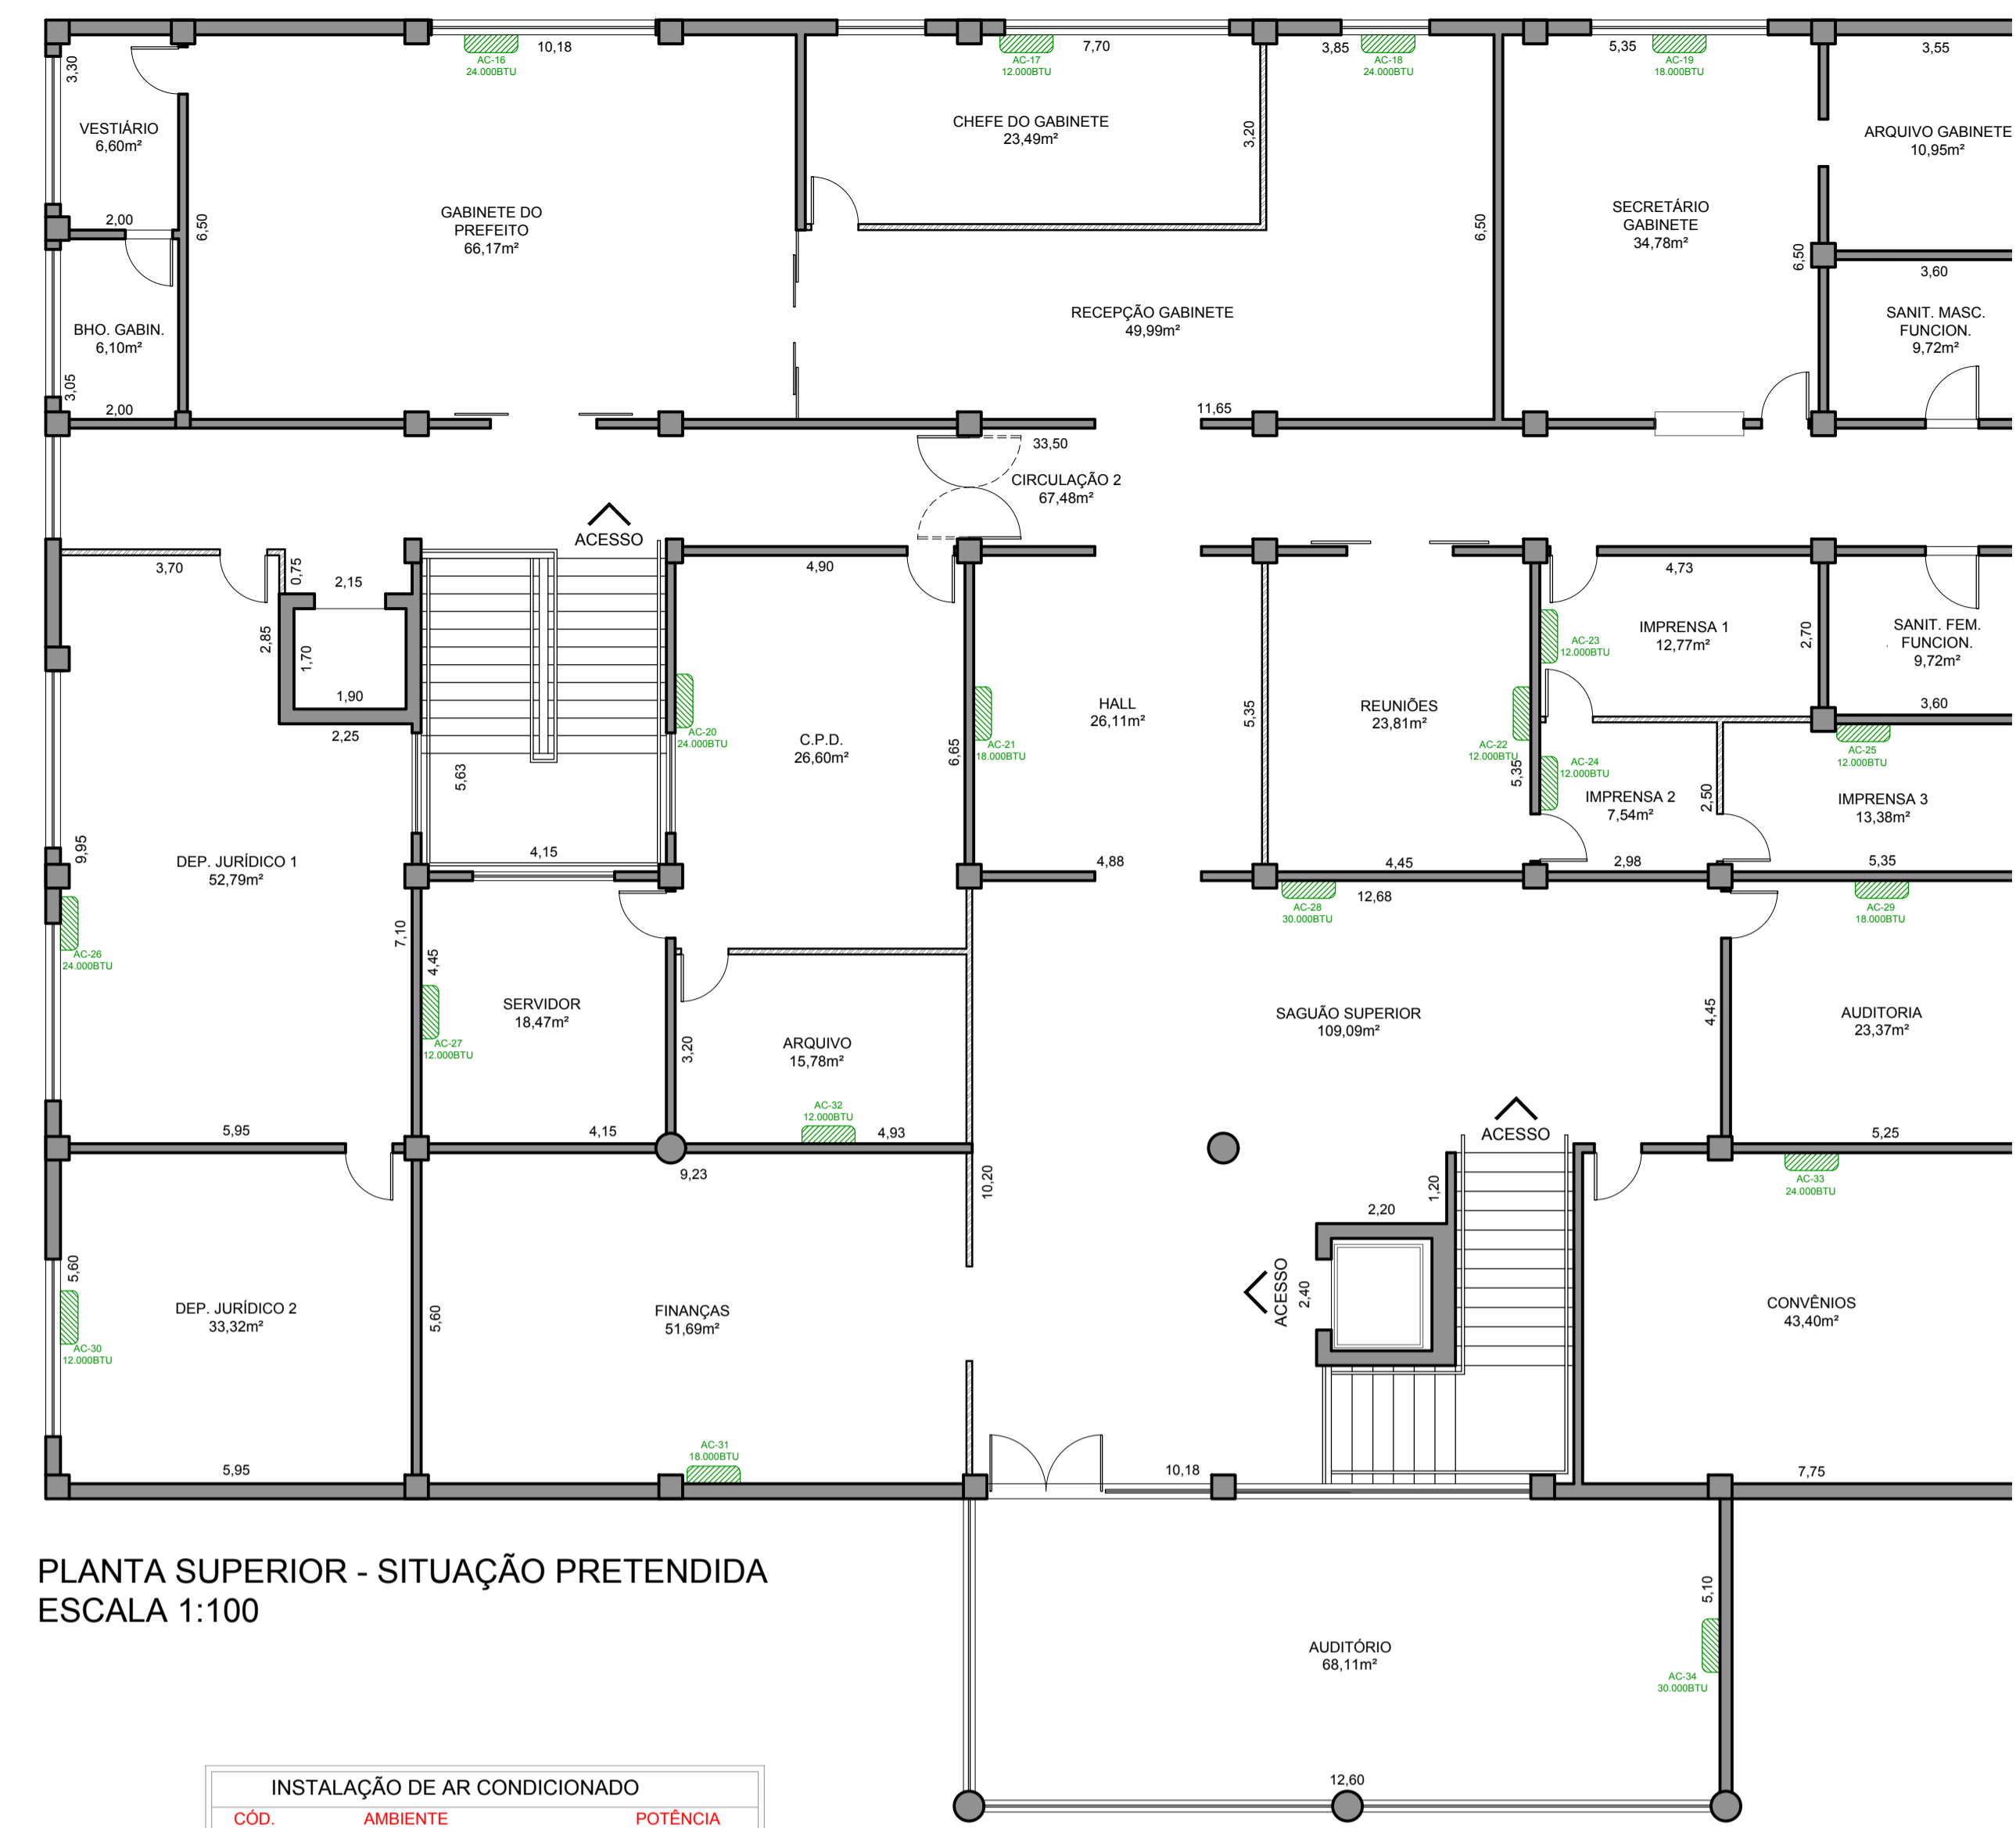 10,18
7,70
3,85
5,35
3,55
AC-16
24.000BTU
AC-17
12.000BTU
AC-18
24.000BTU
AC-19
18.000BTU
3,30
VESTIÁRIO
6,60m²
CHEFE DO GABINETE
23,49m²
3,20
ARQUIVO GABINETE
10,95m²
2,00
6,50
GABINETE DO
PREFEITO
66,17m²
6,50
SECRETÁRIO
GABINETE
34,78m²
6,50
3,60
BHO. GABIN.
6,10m²
RECEPÇÃO GABINETE
49,99m²
SANIT. MASC.
FUNCION.
9,72m²
3,05
2,00
11,65
33,50
CIRCULAÇÃO 2
67,48m²
ACESSO
3,70
0,75
2,15
4,90
4,73
2,85
1,70
1,90
2,25
AC-23
12.000BTU
IMPRENSA 1
12,77m²
2,70
SANIT. FEM.
FUNCION.
9,72m²
AC-20
24.000BTU
C.P.D.
26,60m²
6,65
AC-21
18.000BTU
HALL
26,11m²
5,35
REUNIÕES
23,81m²
AC-22
12.000BTU
5,35
3,60
AC-25
12.000BTU
5,63
AC-24
12.000BTU
IMPRENSA 2
7,54m²
2,50
IMPRENSA 3
13,38m²
9,95
DEP. JURÍDICO 1
52,79m²
4,15
4,88
4,45
2,98
5,35
12,68
AC-28
30.000BTU
AC-29
18.000BTU
AC-26
24.000BTU
7,10
4,45
SERVIDOR
18,47m²
AC-27
12.000BTU
3,20
ARQUIVO
15,78m²
SAGUÃO SUPERIOR
109,09m²
4,45
AUDITORIA
23,37m²
AC-32
12.000BTU
4,93
5,95
4,15
9,23
ACESSO
5,25
10,20
1,20
2,20
AC-33
24.000BTU
5,60
DEP. JURÍDICO 2
33,32m²
AC-30
12.000BTU
5,60
FINANÇAS
51,69m²
ACESSO
2,40
CONVÊNIOS
43,40m²
5,95
AC-31
18.000BTU
10,18
7,75
PLANTA SUPERIOR - SITUAÇÃO PRETENDIDA
ESCALA 1:100
5,10
AUDITÓRIO
68,11m²
AC-34
30.000BTU
12,60
INSTALAÇÃO DE AR CONDICIONADO
CÓD. AMBIENTE POTÊNCIA